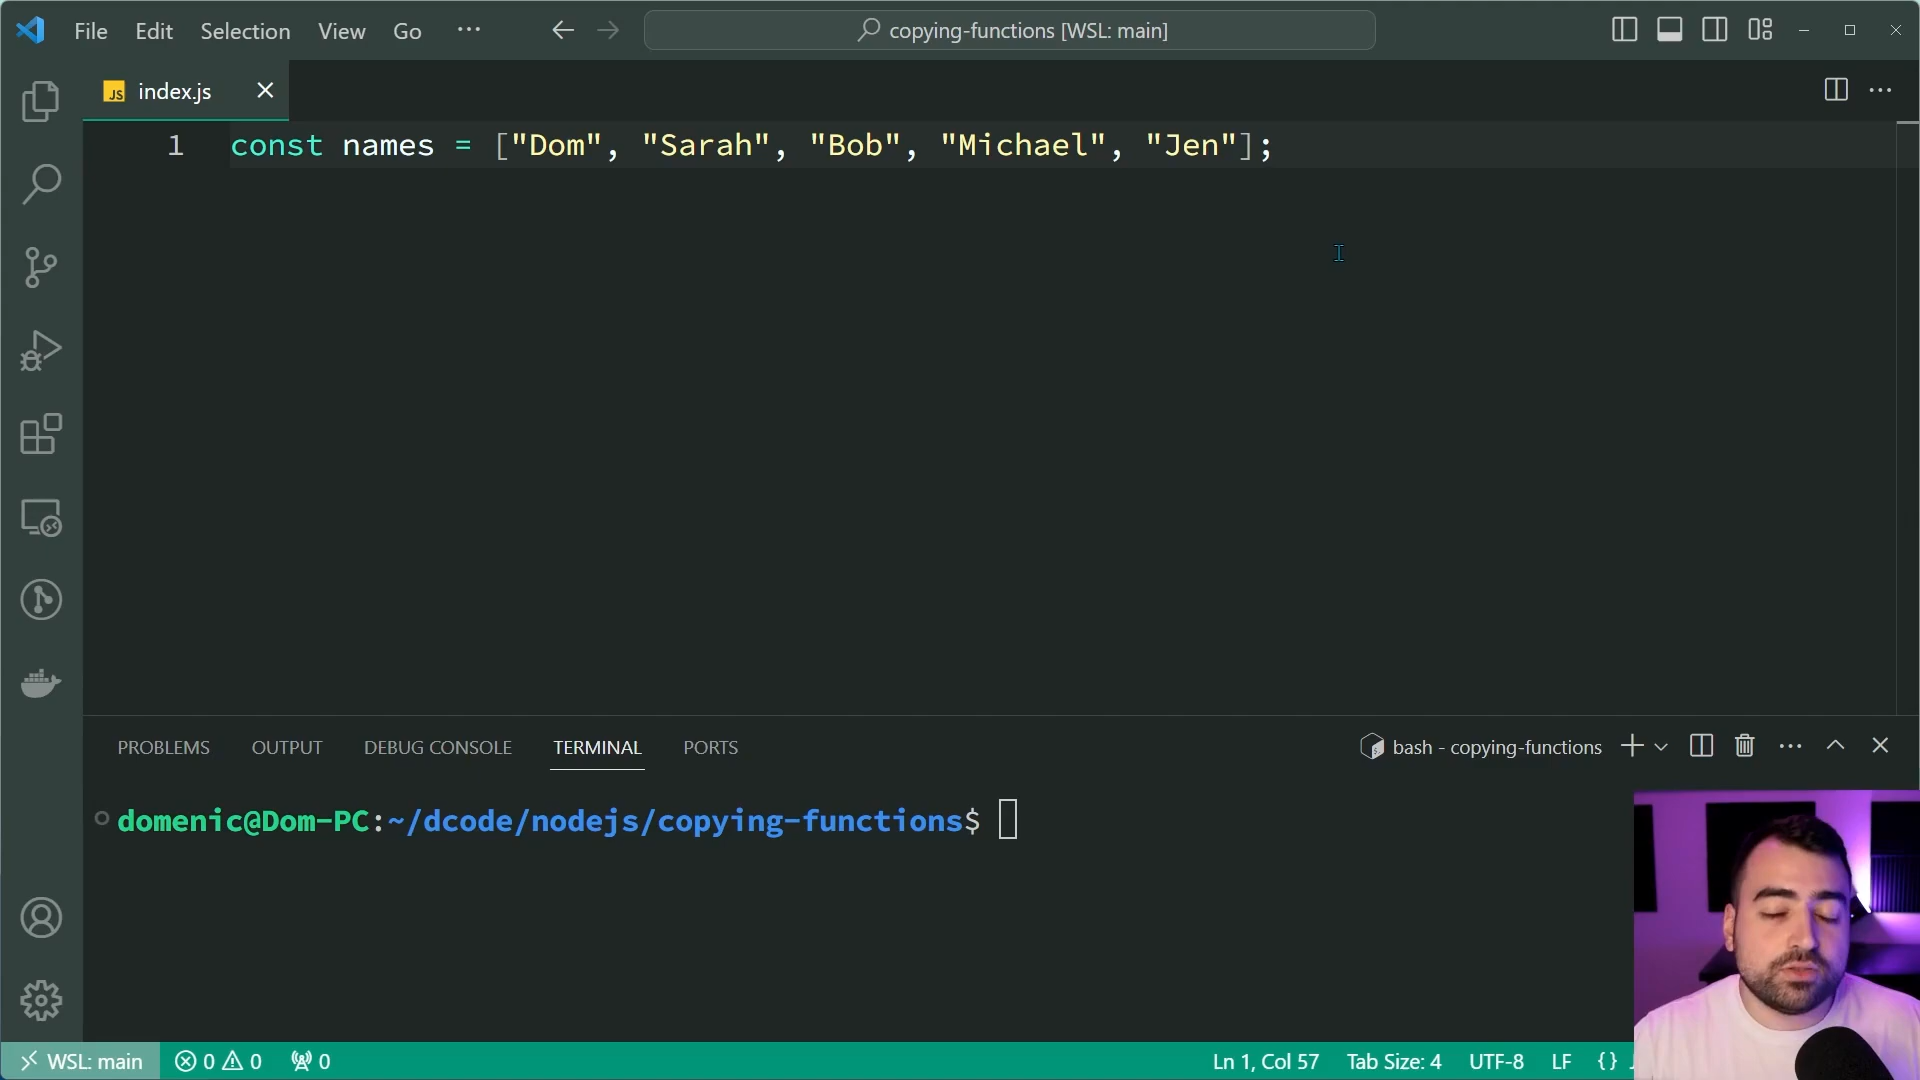 File Edit Selection View Go ··· copying-functions [WSL: main]
JS index.js
1 const names = ["Dom", "Sarah", "Bob", "Michael", "Jen"];
PROBLEMS OUTPUT DEBUG CONSOLE TERMINAL PORTS bash - copying-functions
domenic@Dom-PC:~/dcode/nodejs/copying-functions$
WSL: main 0 0 0 Ln 1, Col 57 Tab Size: 4 UTF-8 LF {}